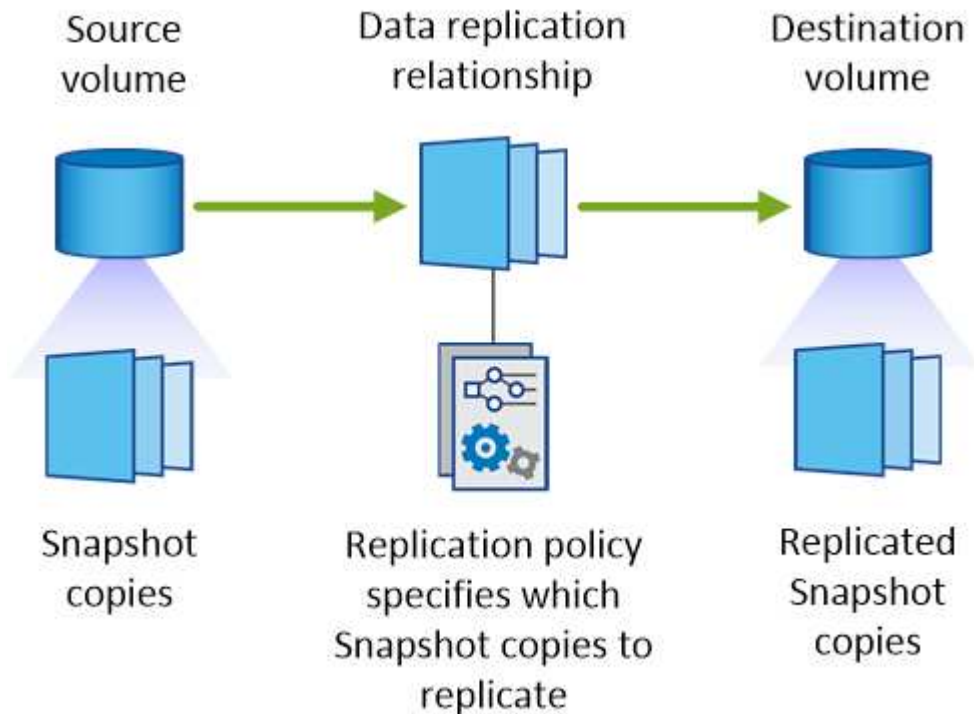 Source
volume
Data replication
relationship
Destination
volume
Snapshot
copies
Replication policy
specifies which
Snapshot copies to
replicate
Replicated
Snapshot
copies